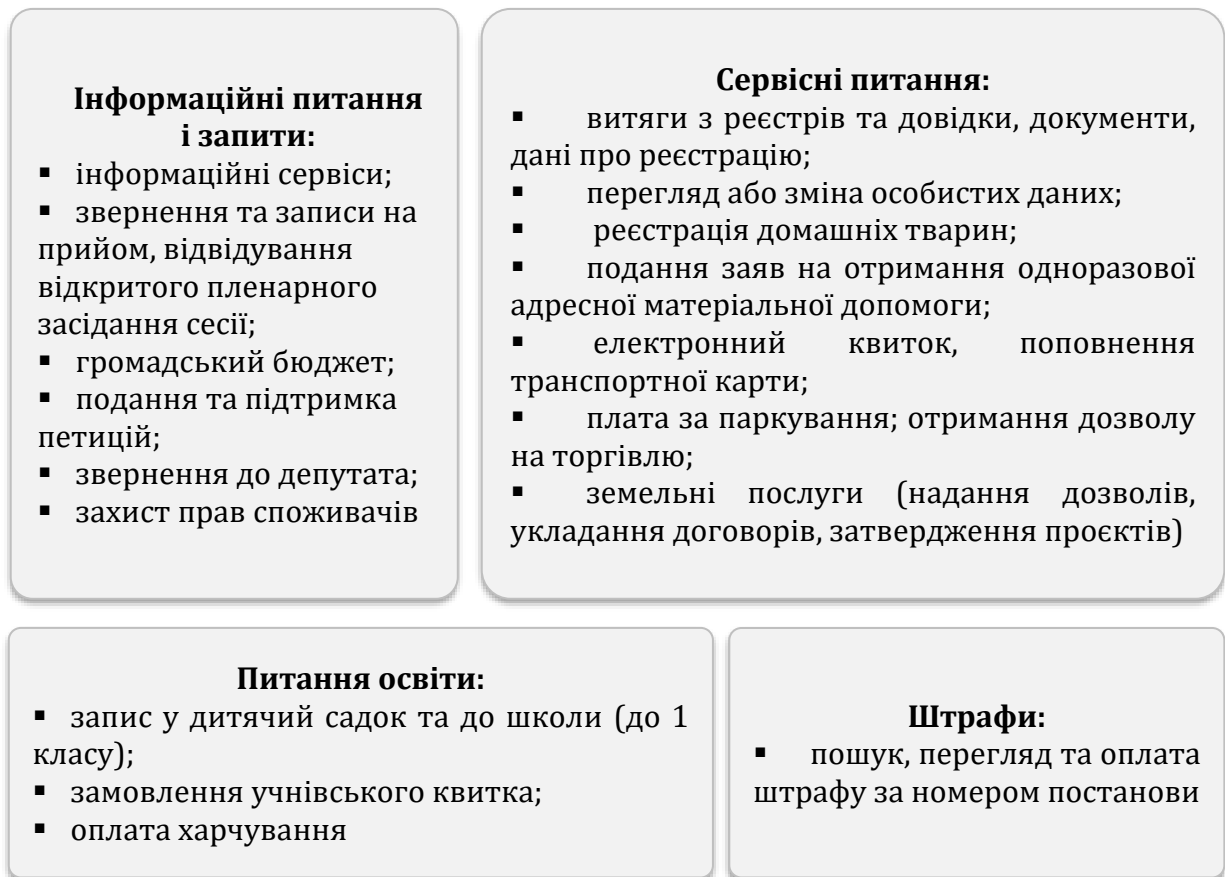 Інформаційні питання
і запити:
▪ інформаційні сервіси;
▪ звернення та записи на
прийом, відвідування
відкритого пленарного
засідання сесії;
▪ громадський бюджет;
▪ подання та підтримка
петицій;
▪ звернення до депутата;
▪ захист прав споживачів
Сервісні питання:
▪ витяги з реєстрів та довідки, документи,
дані про реєстрацію;
▪ перегляд або зміна особистих даних;
▪ реєстрація домашніх тварин;
▪ подання заяв на отримання одноразової
адресної матеріальної допомоги;
▪ електронний квиток, поповнення
транспортної карти;
▪ плата за паркування; отримання дозволу
на торгівлю;
▪ земельні послуги (надання дозволів,
укладання договорів, затвердження проєктів)
Питання освіти:
▪ запис у дитячий садок та до школи (до 1
класу);
▪ замовлення учнівського квитка;
▪ оплата харчування
Штрафи:
▪ пошук, перегляд та оплата
штрафу за номером постанови